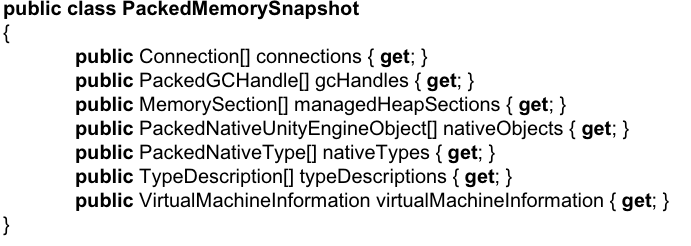 public class PackedMemorySnapshot
{
public Connection[] connections { get; }
public PackedGCHandle[] gcHandles { get; }
public MemorySection[] managedHeapSections { get; }
public PackedNativeUnityEngineObject[] nativeObjects { get; }
public PackedNativeType[] nativeTypes { get; }
public TypeDescription[] typeDescriptions { get; }
public VirtualMachineInformation virtualMachineInformation { get; }
}